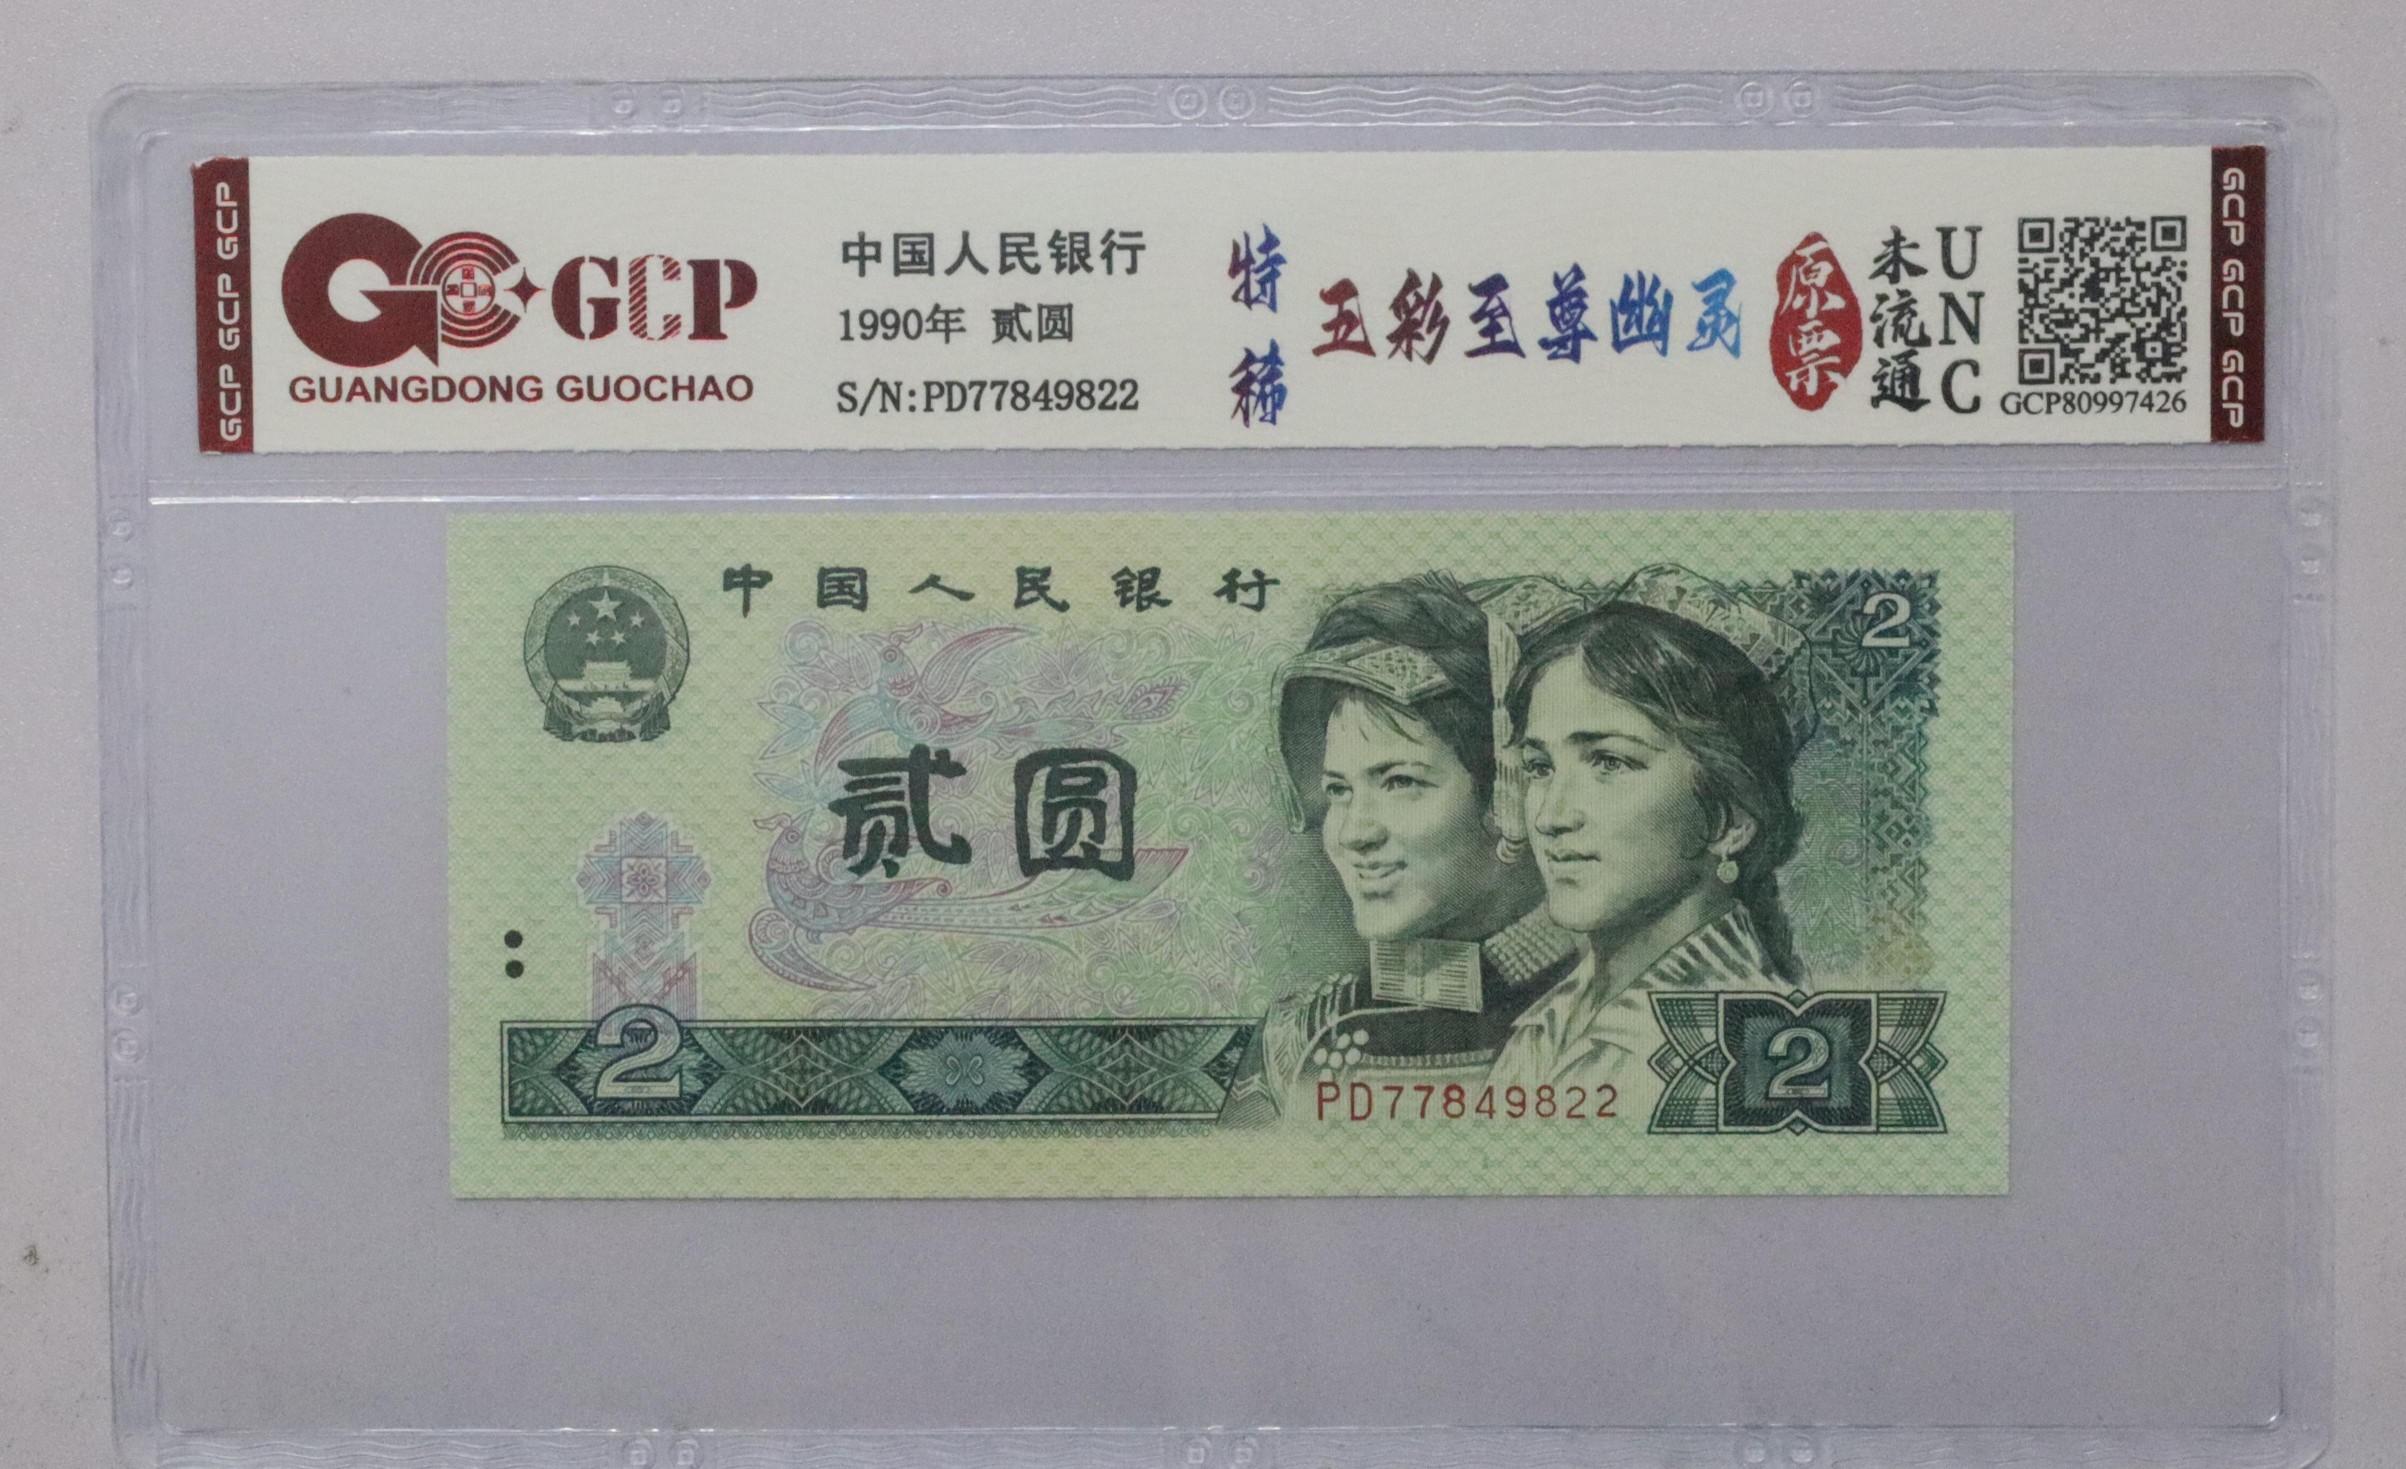 GCP GCP GCP
GCP
GUANGDONG GUOCHAO
中国人民银行
1990年 贰圆
S/N:PD77849822
特稀
五彩至尊幽灵
原票
未流通
UNC
GCP80997426
GCP GCP GCP
中国人民银行
2
贰圆
2
PD77849822
2